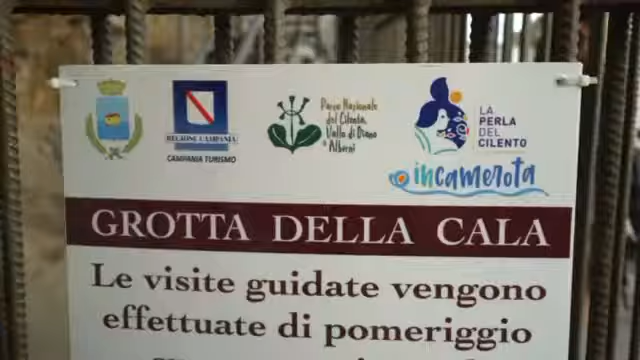 REGIONE CAMPANIA
CAMPANIA TURISMO
Parco Nazionale
del Cilento,
Vallo di Diano
e Alburni
LA
PERLA
DEL
CILENTO
incamerota
GROTTA DELLA CALA
Le visite guidate vengono
effettuate di pomeriggio